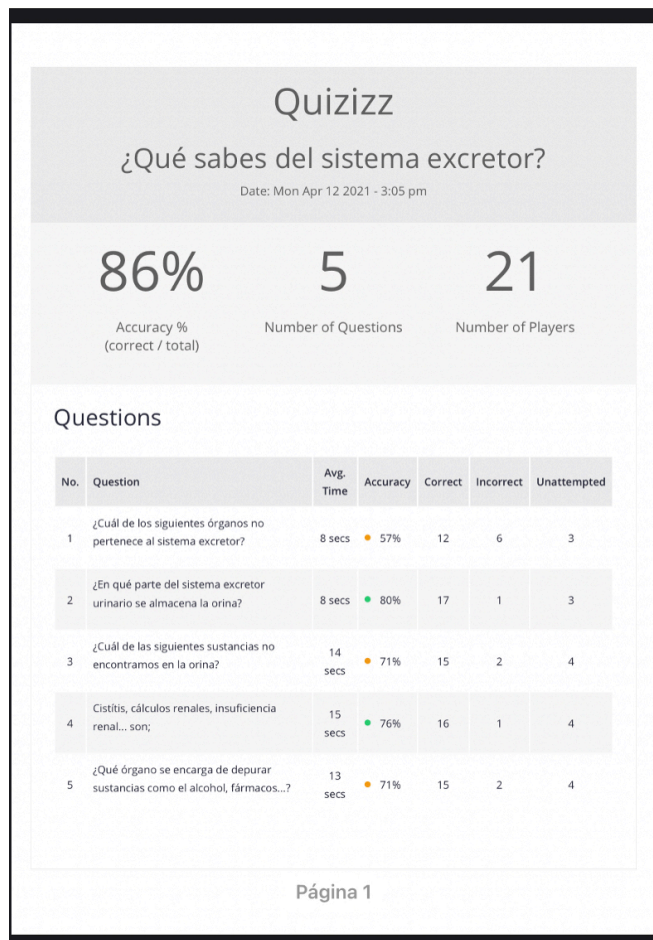 Quizizz
¿Qué sabes del sistema excretor?
Date: Mon Apr 12 2021 - 3:05 pm
86% 5 21
Accuracy % Number of Questions Number of Players
(correct / total)
Questions
No. Question Avg. Time Accuracy Correct Incorrect Unattempted
1 ¿Cuál de los siguientes órganos no
pertenece al sistema excretor? 8 secs 57% 12 6 3
2 ¿En qué parte del sistema excretor
urinario se almacena la orina? 8 secs 80% 17 1 3
3 ¿Cuál de las siguientes sustancias no
encontramos en la orina? 14 secs 71% 15 2 4
4 Cistítis, cálculos renales, insuficiencia
renal... son; 15 secs 76% 16 1 4
5 ¿Qué órgano se encarga de depurar
sustancias como el alcohol, fármacos...? 13 secs 71% 15 2 4
Página 1